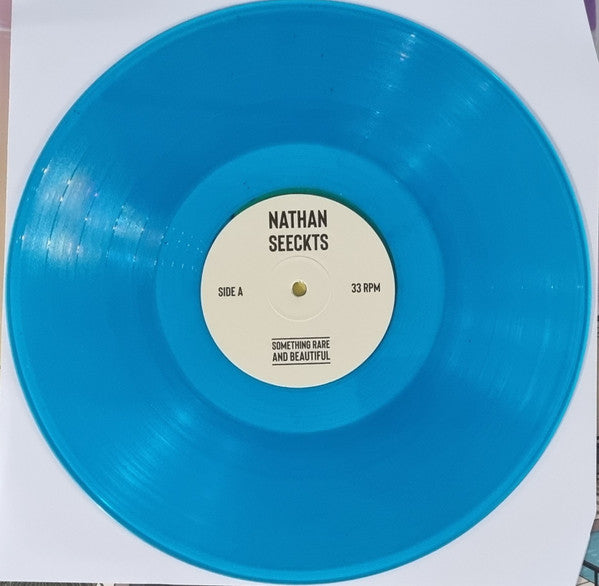 NATHAN
SEECKTS
SIDE A
33 RPM
SOMETHING RARE
AND BEAUTIFUL